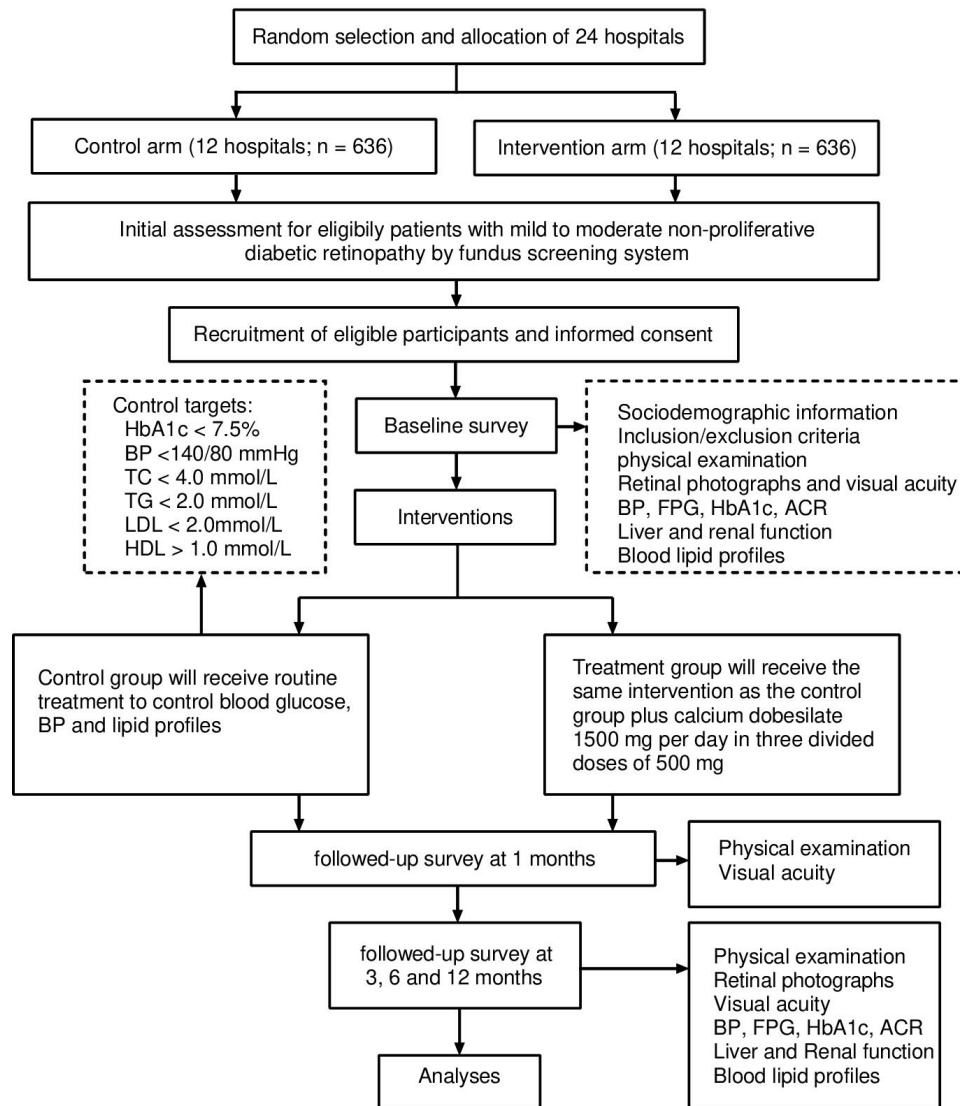 Random selection and allocation of 24 hospitals
Control arm (12 hospitals; n = 636)
Intervention arm (12 hospitals; n = 636)
Initial assessment for eligibily patients with mild to moderate non-proliferative
diabetic retinopathy by fundus screening system
Recruitment of eligible participants and informed consent
Control targets:
HbA1c < 7.5%
BP <140/80 mmHg
TC < 4.0 mmol/L
TG < 2.0 mmol/L
LDL < 2.0mmol/L
HDL > 1.0 mmol/L
Baseline survey
Sociodemographic information
Inclusion/exclusion criteria
physical examination
Retinal photographs and visual acuity
BP, FPG, HbA1c, ACR
Liver and renal function
Blood lipid profiles
Interventions
Control group will receive routine
treatment to control blood glucose,
BP and lipid profiles
Treatment group will receive the
same intervention as the control
group plus calcium dobesilate
1500 mg per day in three divided
doses of 500 mg
followed-up survey at 1 months
Physical examination
Visual acuity
followed-up survey at
3, 6 and 12 months
Physical examination
Retinal photographs
Visual acuity
BP, FPG, HbA1c, ACR
Liver and Renal function
Blood lipid profiles
Analyses